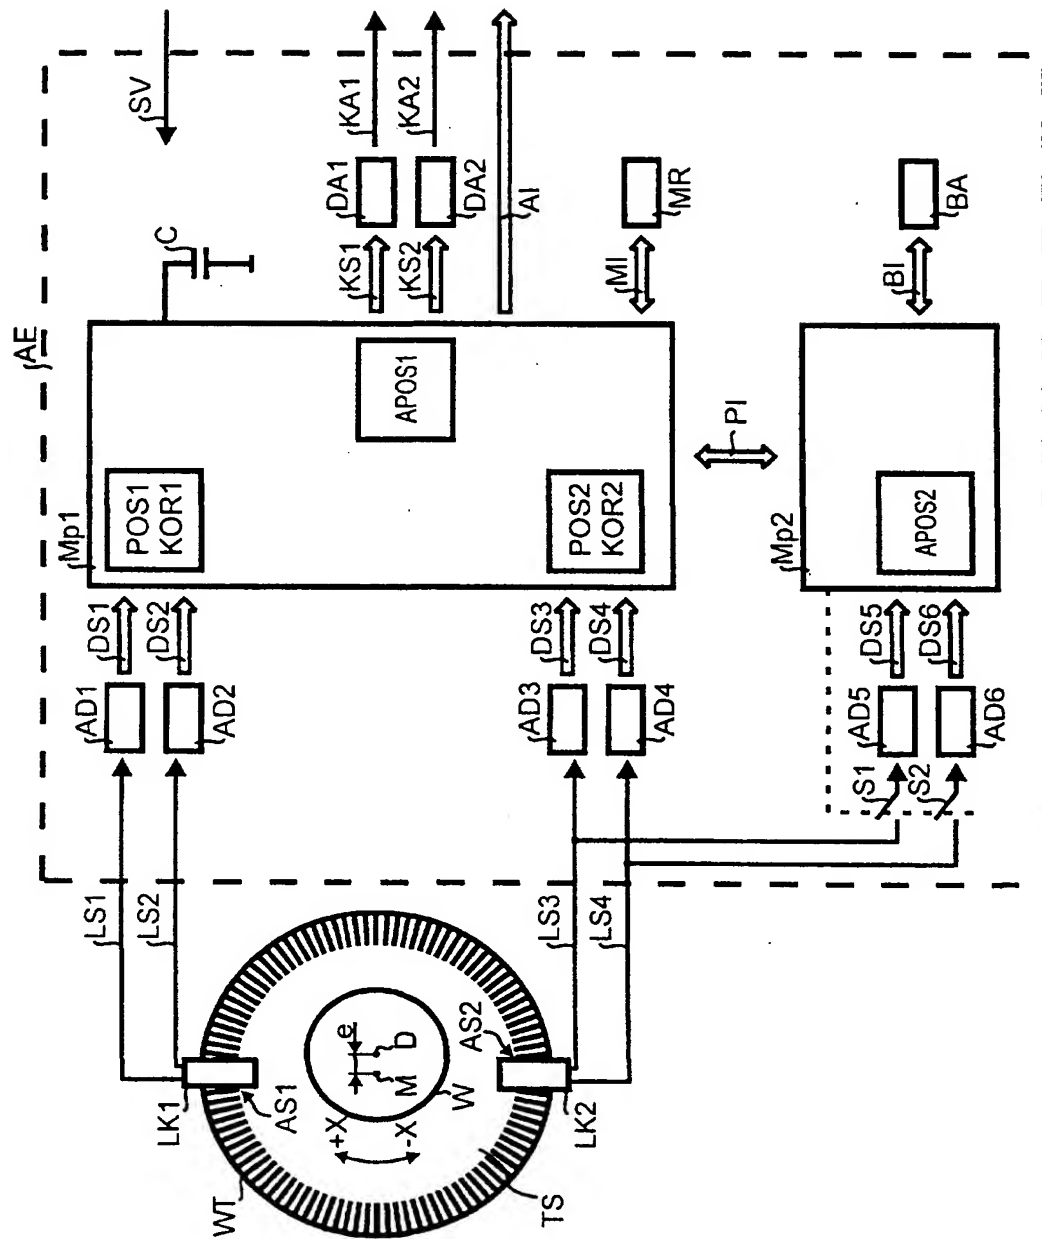 AE
SV
C
KA1
KA2
DA1
DA2
KS1
KS2
AI
MR
MI
BA
BI
Mp1
POS1
KOR1
APOS1
POS2
KOR2
PI
Mp2
APOS2
DS1
DS2
DS3
DS4
DS5
DS6
AD1
AD2
AD3
AD4
AD5
AD6
S1
S2
LS1
LS2
LS3
LS4
LK1
AS1
AS2
LK2
WT
TS
W
e
M
D
+X
-X